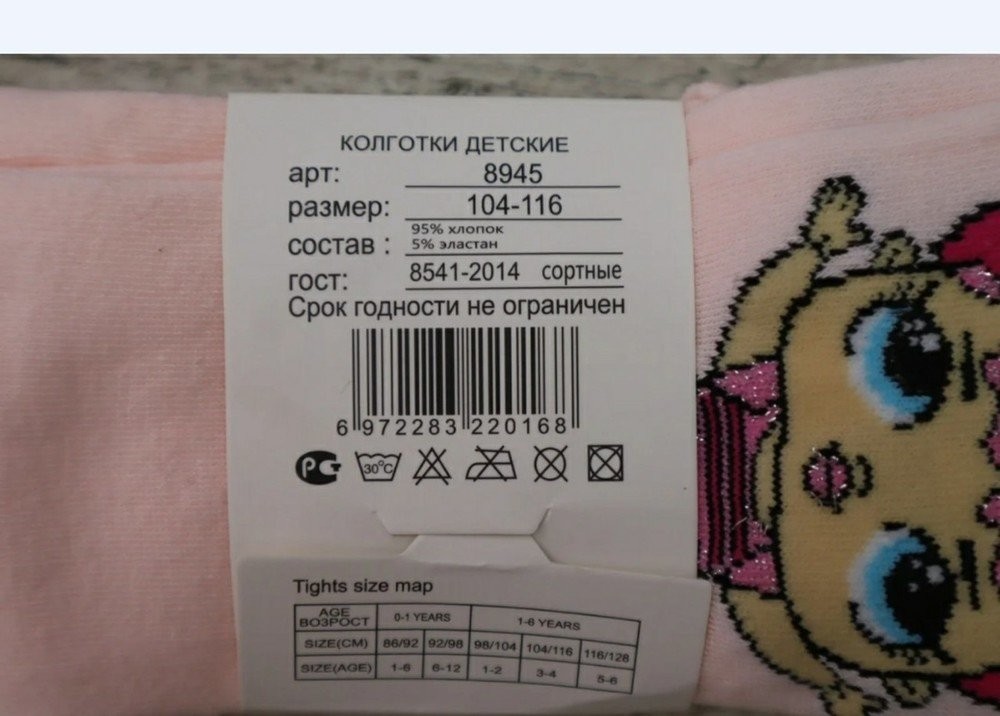 КОЛГОТКИ ДЕТСКИЕ
арт: 8945
размер: 104-116
состав : 95% хлопок
5% эластан
гост: 8541-2014 сортные
Срок годности не ограничен
6 972283 220168
РС 30°C
Tights size map
AGE ВОЗРОСТ 0-1 YEARS 1-6 YEARS
SIZE(CM) 86/92 92/98 98/104 104/116 116/128
SIZE(AGE) 1-6 6-12 1-2 3-4 5-6